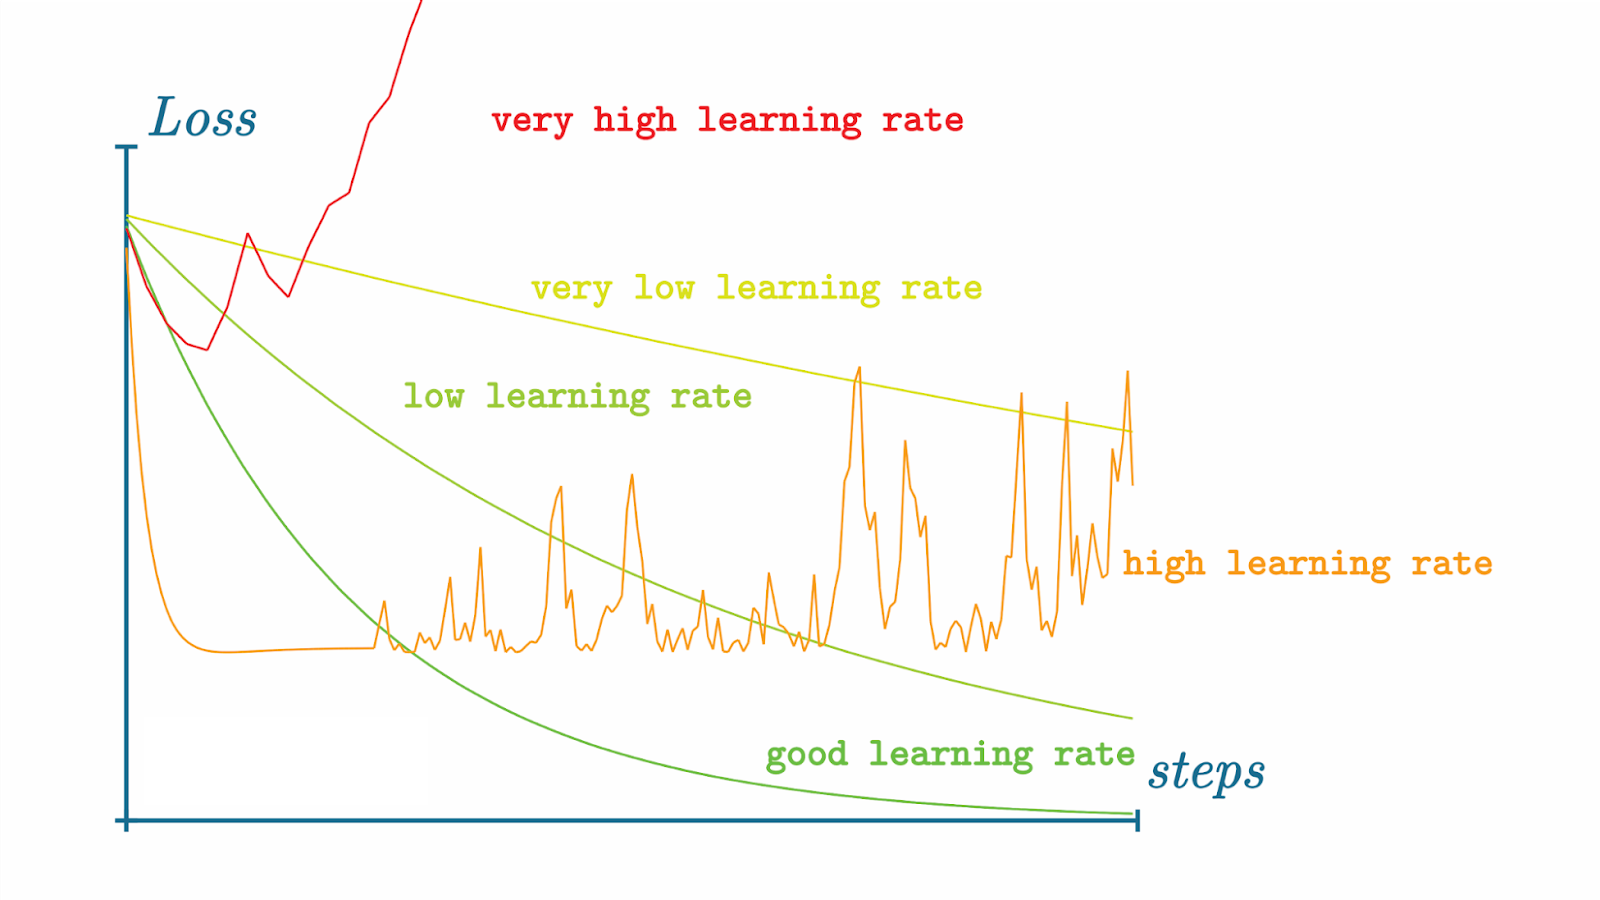 Loss
very high learning rate
very low learning rate
low learning rate
high learning rate
good learning rate
steps